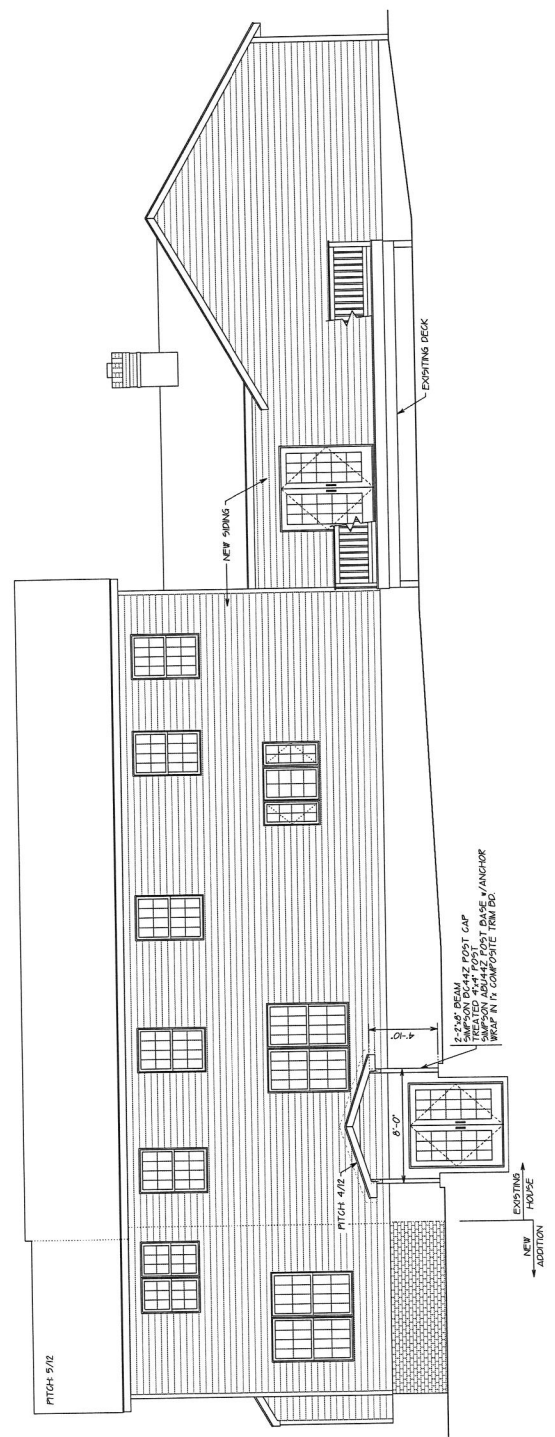 PITCH: 5/12
NEW SIDING
EXISITING DECK
PITCH: 4/12
8'-0"
4'-10"
2-2"x8" BEAM
SIMPSON BC44Z POST CAP
TREATED 4"x4" POST
SIMPSON ABU44Z POST BASE w/ANCHOR
WRAP IN 1"x COMPOSITE TRIM BD.
NEW
ADDITION
EXISTING
HOUSE